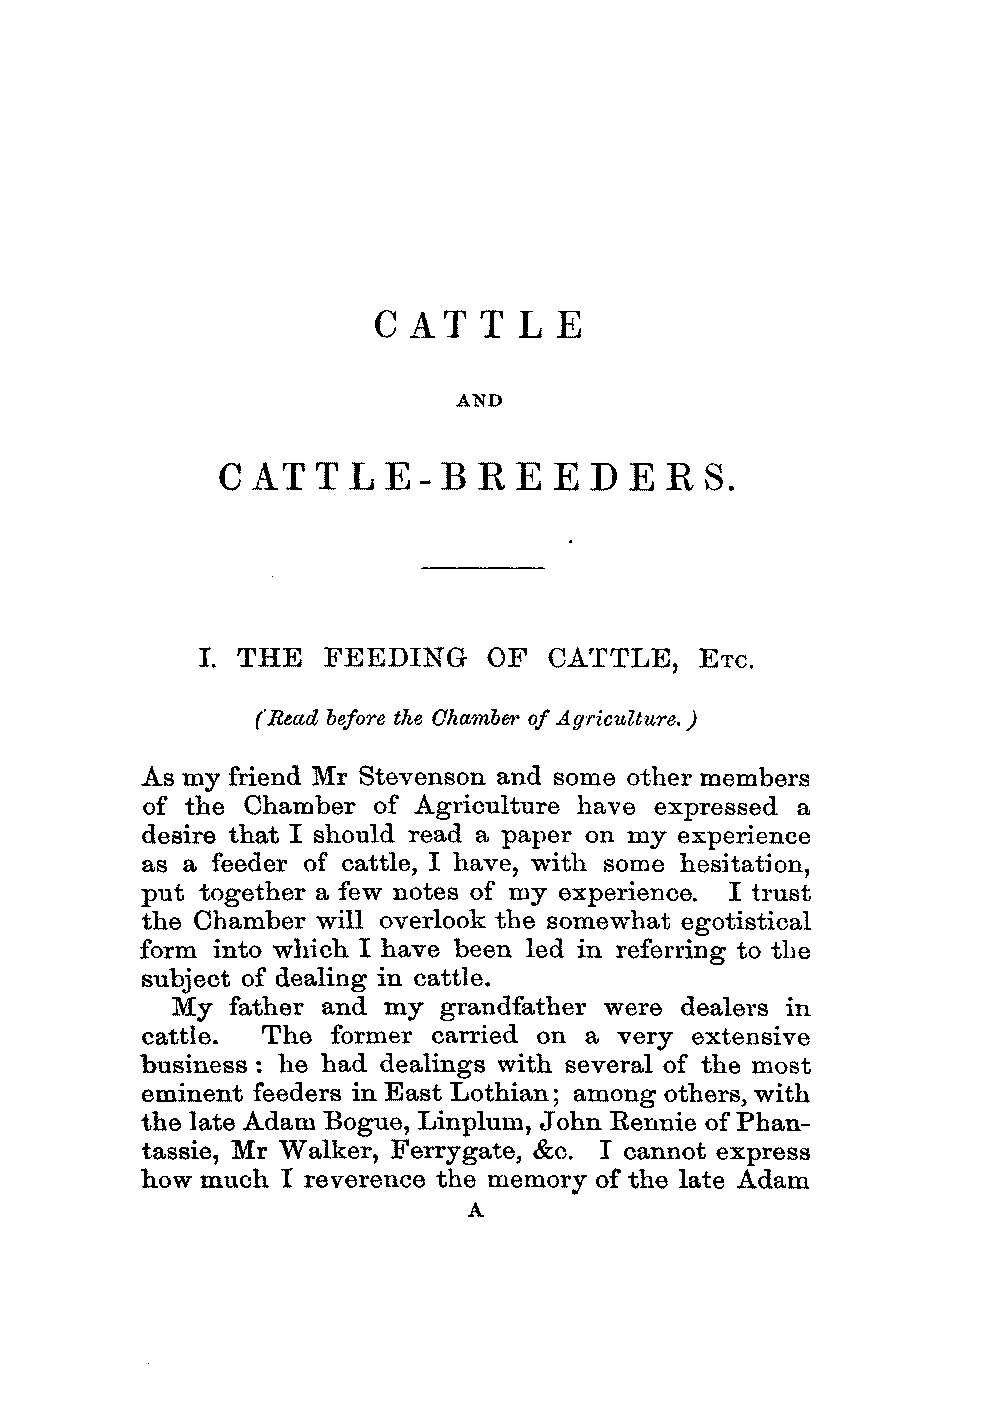 CATTLE
AND
CATTLE-BREEDERS.
I. THE FEEDING OF CATTLE, ETC.
(Read before the Chamber of Agriculture.)
As my friend Mr Stevenson and some other members
of the Chamber of Agriculture have expressed a
desire that I should read a paper on my experience
as a feeder of cattle, I have, with some hesitation,
put together a few notes of my experience. I trust
the Chamber will overlook the somewhat egotistical
form into which I have been led in referring to the
subject of dealing in cattle.
My father and my grandfather were dealers in
cattle. The former carried on a very extensive
business : he had dealings with several of the most
eminent feeders in East Lothian; among others, with
the late Adam Bogue, Linplum, John Rennie of Phan-
tassie, Mr Walker, Ferrygate, &c. I cannot express
how much I reverence the memory of the late Adam
A